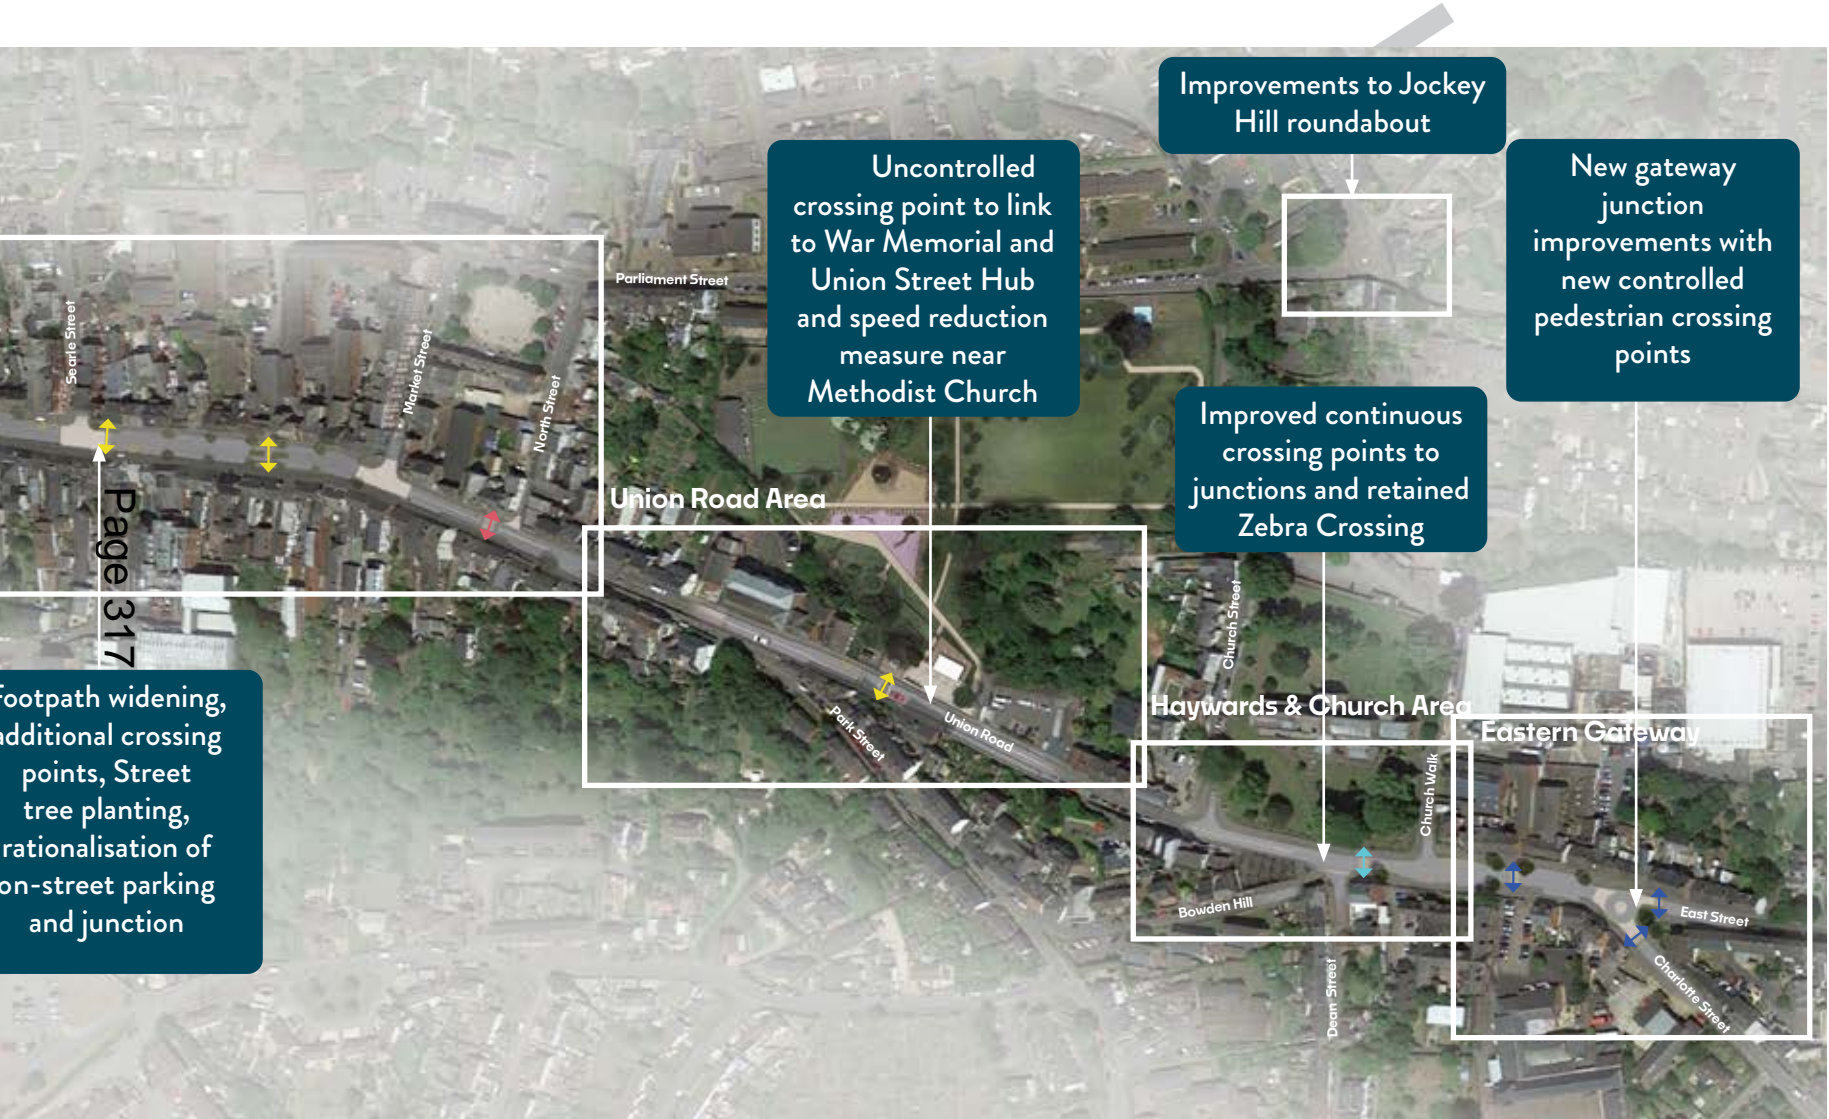 Improvements to Jockey
Hill roundabout
Uncontrolled
crossing point to link
to War Memorial and
Union Street Hub
and speed reduction
measure near
Methodist Church
New gateway
junction
improvements with
new controlled
pedestrian crossing
points
Parliament Street
Searle Street
Market Street
North Street
Improved continuous
crossing points to
junctions and retained
Zebra Crossing
Union Road Area
Page 317
Church Street
Footpath widening,
additional crossing
points, Street
tree planting,
rationalisation of
on-street parking
and junction
Park Street
Union Road
Haywards & Church Area
Eastern Gateway
Church Walk
Bowden Hill
East Street
Dean Street
Charlotte Street